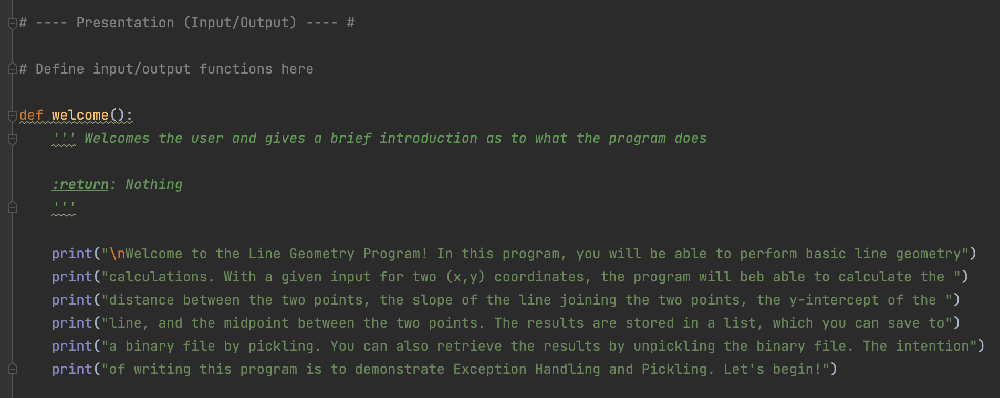 # ---- Presentation (Input/Output) ---- #
# Define input/output functions here
def welcome():
''' Welcomes the user and gives a brief introduction as to what the program does
:return: Nothing
'''
print("\nWelcome to the Line Geometry Program! In this program, you will be able to perform basic line geometry")
print("calculations. With a given input for two (x,y) coordinates, the program will beb able to calculate the ")
print("distance between the two points, the slope of the line joining the two points, the y-intercept of the ")
print("line, and the midpoint between the two points. The results are stored in a list, which you can save to")
print("a binary file by pickling. You can also retrieve the results by unpickling the binary file. The intention")
print("of writing this program is to demonstrate Exception Handling and Pickling. Let's begin!")